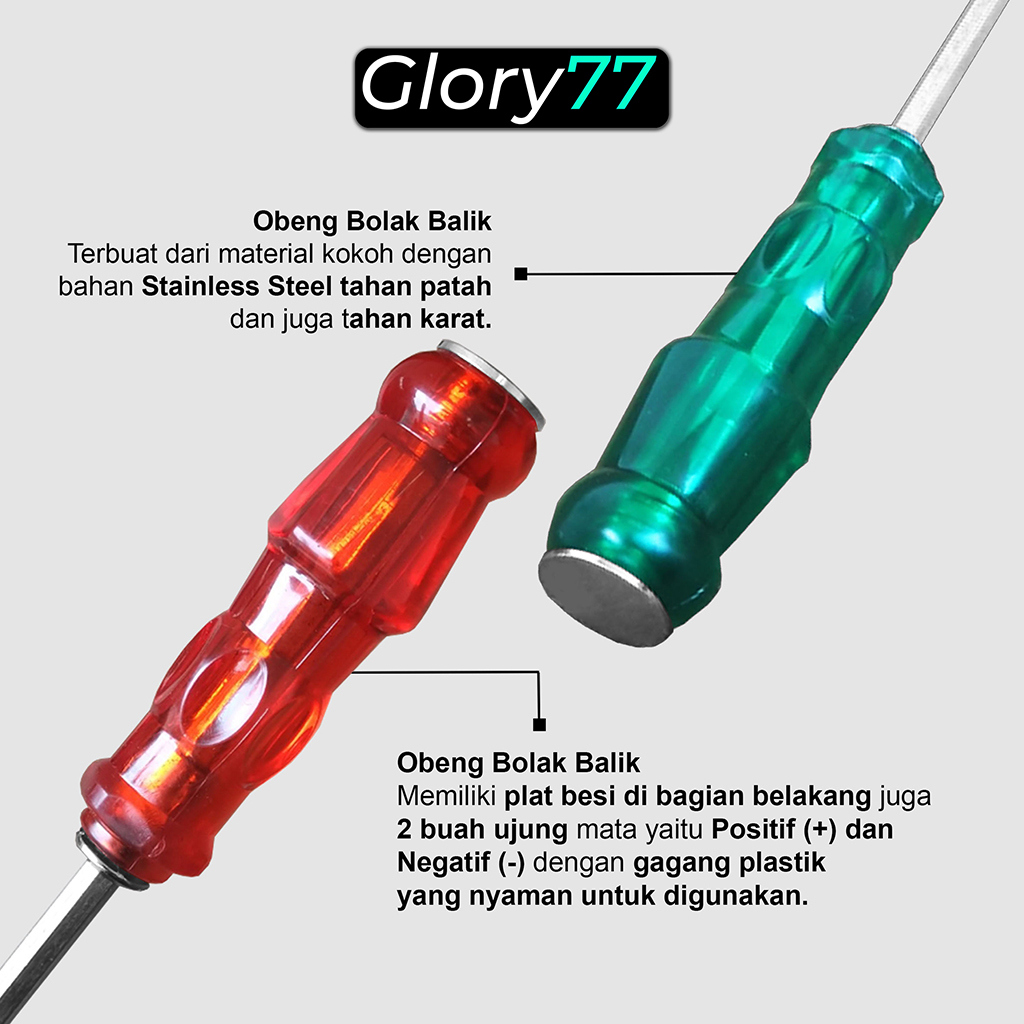 Glory77
Obeng Bolak Balik
Terbuat dari material kokoh dengan
bahan Stainless Steel tahan patah
dan juga tahan karat.
Obeng Bolak Balik
Memiliki plat besi di bagian belakang juga
2 buah ujung mata yaitu Positif (+) dan
Negatif (-) dengan gagang plastik
yang nyaman untuk digunakan.